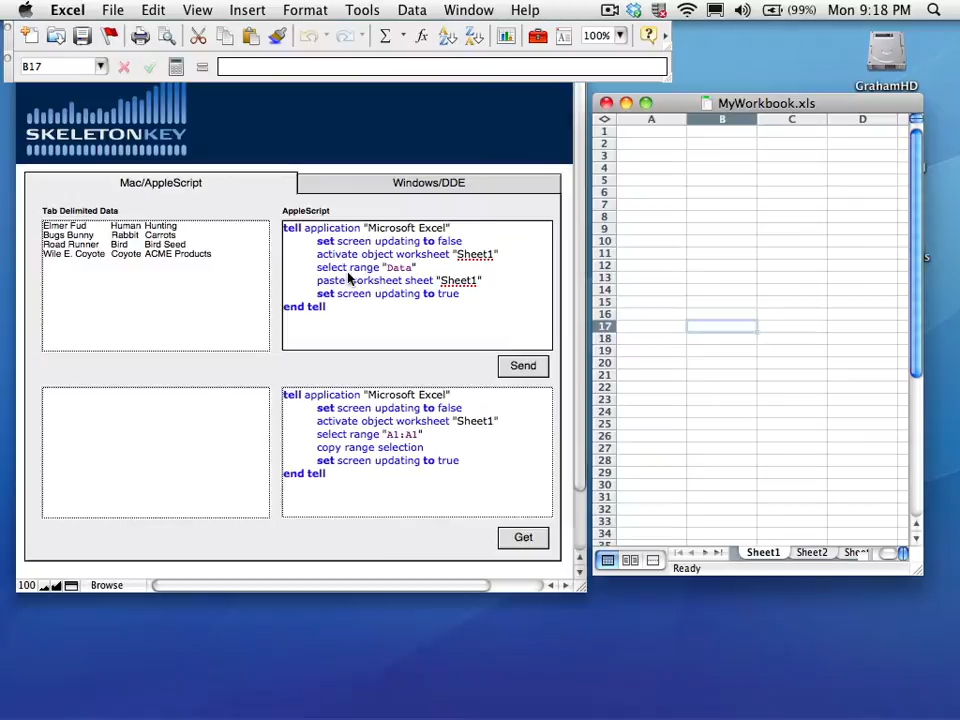 Excel File Edit View Insert Format Tools Data Window Help (99%) Mon 9:18 PM
100%
B17
GrahamHD
SKELETONKEY
MyWorkbook.xls
A B C D
Mac/AppleScript Windows/DDE
Tab Delimited Data AppleScript
Elmer Fud Human Hunting
Bugs Bunny Rabbit Carrots
Road Runner Bird Bird Seed
Wile E. Coyote Coyote ACME Products
tell application "Microsoft Excel"
set screen updating to false
activate object worksheet "Sheet1"
select range "Data"
paste worksheet sheet "Sheet1"
set screen updating to true
end tell
Send
tell application "Microsoft Excel"
set screen updating to false
activate object worksheet "Sheet1"
select range "A1:A1"
copy range selection
set screen updating to true
end tell
Get
100 Browse
1
2
3
4
5
6
7
8
9
10
11
12
13
14
15
16
17
18
19
20
21
22
23
24
25
26
27
28
29
30
31
32
33
34
Sheet1 Sheet2
Ready